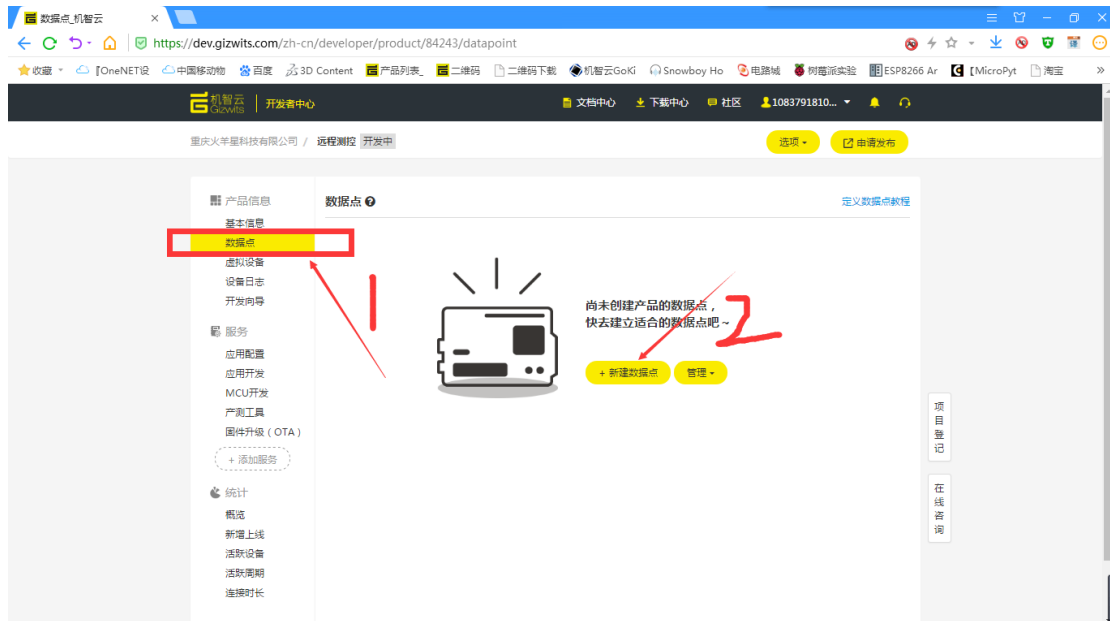 数据点_机智云
https://dev.gizwits.com/zh-cn/developer/product/84243/datapoint
收藏 【OneNET设 中国移动物 百度 3D Content 产品列表_ 二维码 二维码下载 机智云GoKi Snowboy Ho 电路城 树莓派实验 ESP8266 Ar 【MicroPyt 淘宝 »
机智云 Gizwits 开发者中心 文档中心 下载中心 社区 1083791810...
重庆火羊星科技有限公司 / 远程测控 开发中 选项 申请发布
产品信息
基本信息
数据点
虚拟设备
设备日志
开发向导
服务
应用配置
应用开发
MCU开发
产测工具
固件升级（OTA）
+ 添加服务
统计
概览
新增上线
活跃设备
活跃周期
连接时长
数据点 定义数据点教程
1
2
尚未创建产品的数据点，
快去建立适合的数据点吧～
+ 新建数据点 管理
项目登记
在线咨询